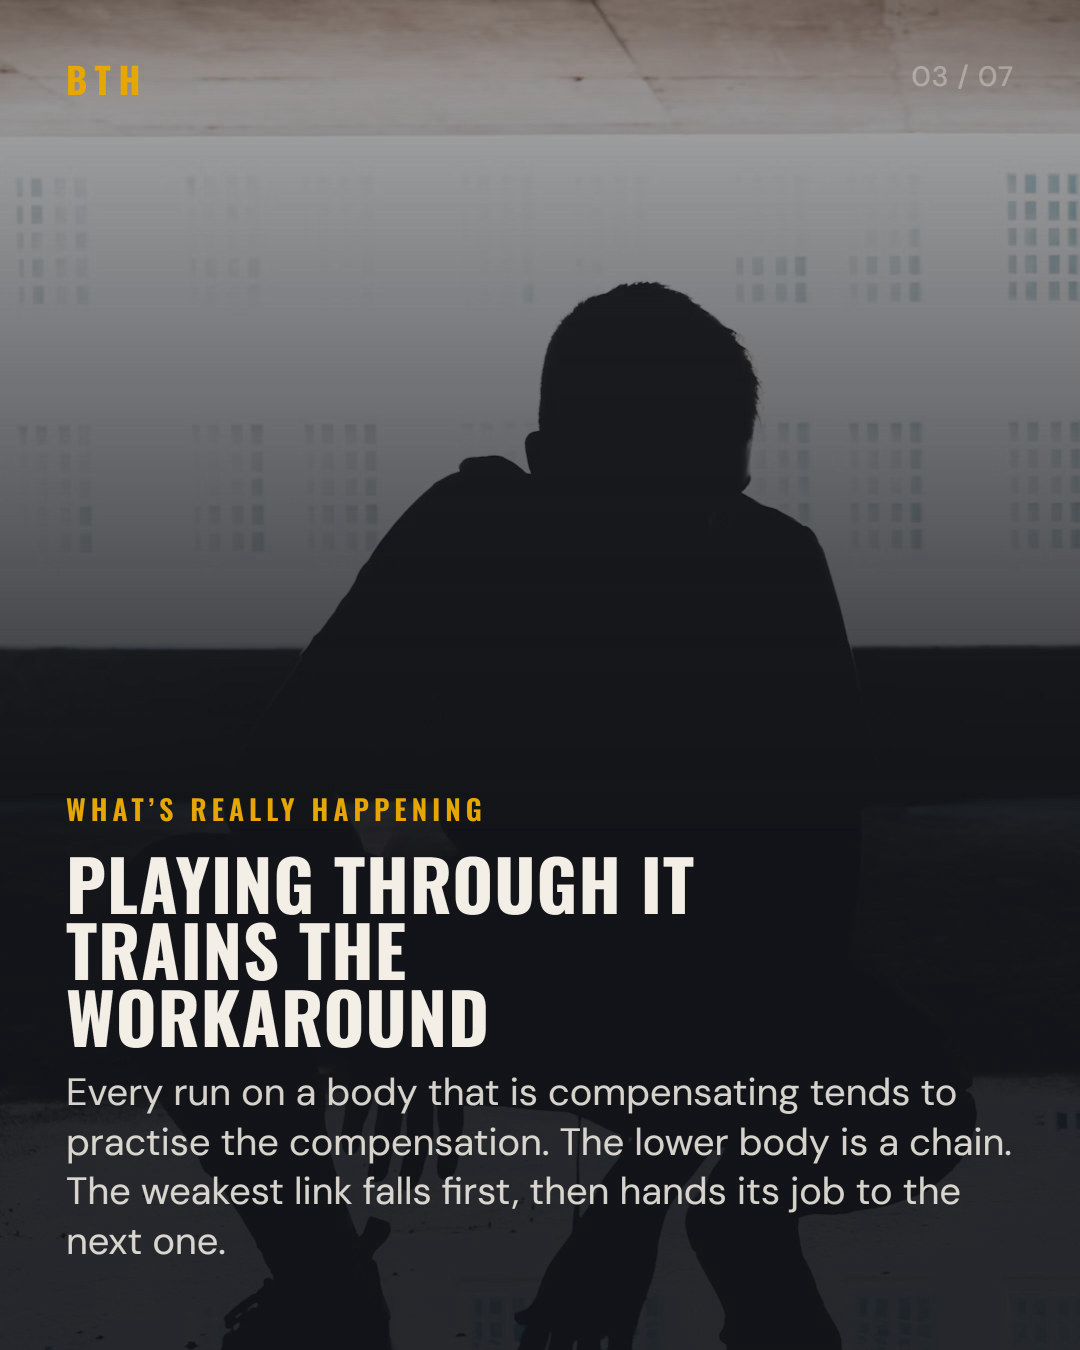 BTH
03 / 07
WHAT’S REALLY HAPPENING
PLAYING THROUGH IT
TRAINS THE
WORKAROUND
Every run on a body that is compensating tends to
practise the compensation. The lower body is a chain.
The weakest link falls first, then hands its job to the
next one.